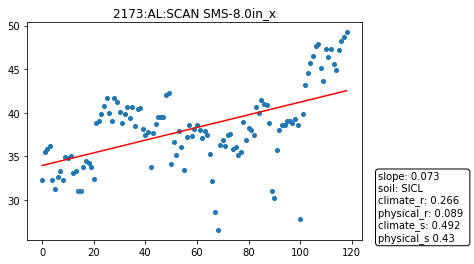 2173:AL:SCAN SMS-8.0in_x
50
45
40
35
30
0
20
40
60
80
100
120
slope: 0.073
soil: SICL
climate_r: 0.266
physical_r: 0.089
climate_s: 0.492
physical_s 0.43